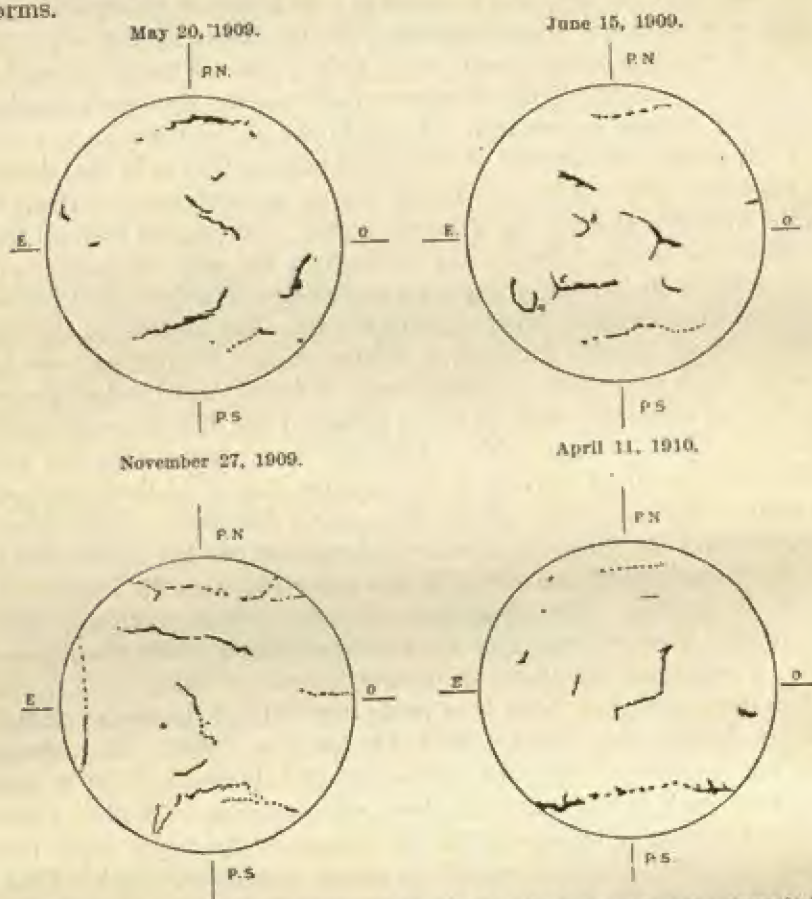 orms.
May 20, 1909.
June 15, 1909.
P.N.
P.N
E.
O
E.
O
P.S
P.S
November 27, 1909.
April 11, 1910.
P.N
P.N
E
O
E
O
P.S
P.S.